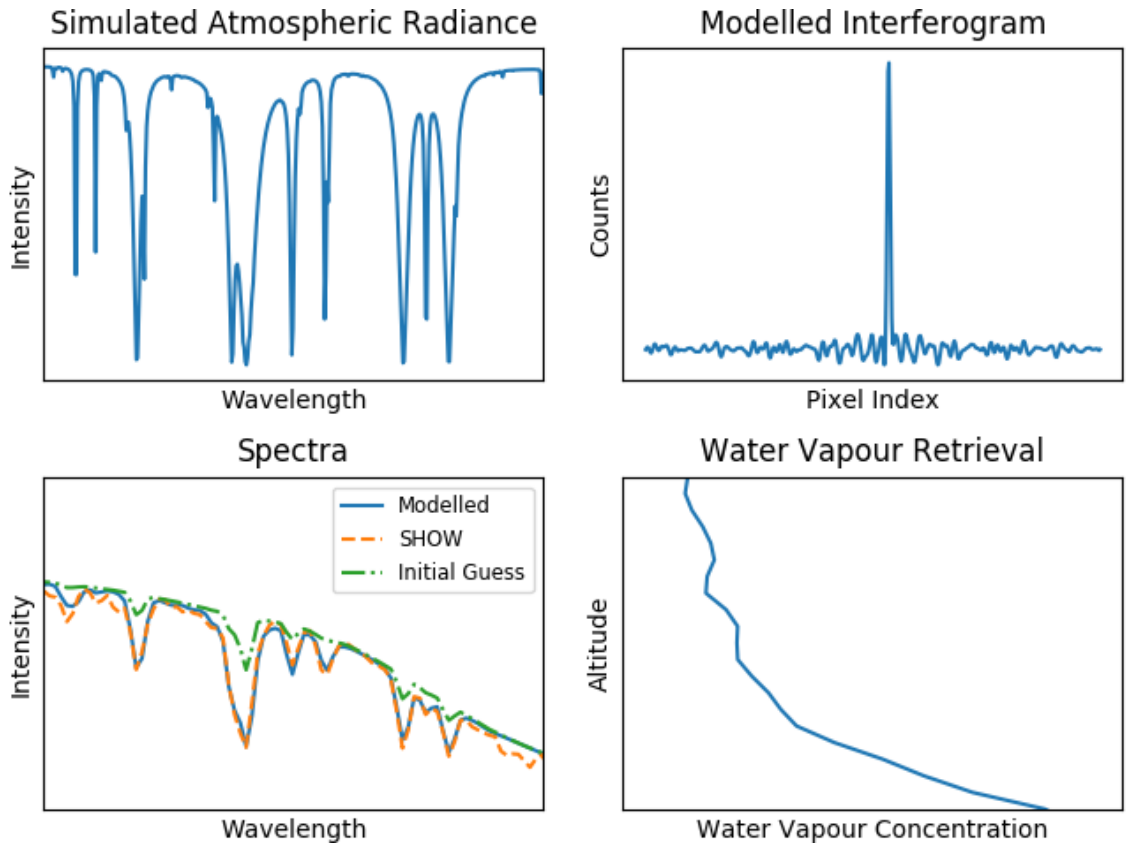 Simulated Atmospheric Radiance
Intensity
Wavelength
Modelled Interferogram
Counts
Pixel Index
Spectra
Modelled
SHOW
Initial Guess
Intensity
Wavelength
Water Vapour Retrieval
Altitude
Water Vapour Concentration